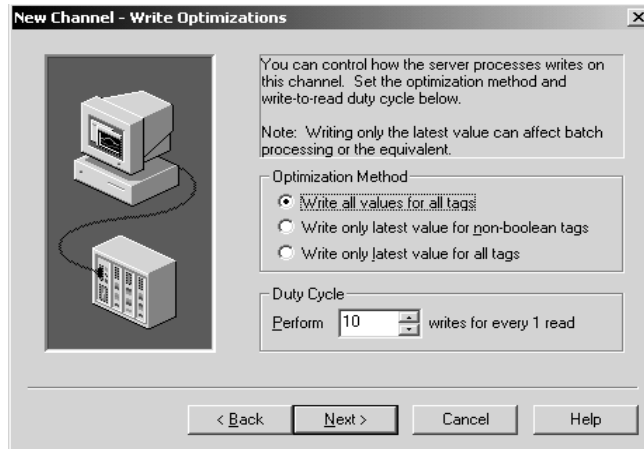 New Channel - Write Optimizations
You can control how the server processes writes on
this channel. Set the optimization method and
write-to-read duty cycle below.
Note: Writing only the latest value can affect batch
processing or the equivalent.
Optimization Method
Write all values for all tags
Write only latest value for non-boolean tags
Write only latest value for all tags
Duty Cycle
Perform 10 writes for every 1 read
< Back Next > Cancel Help